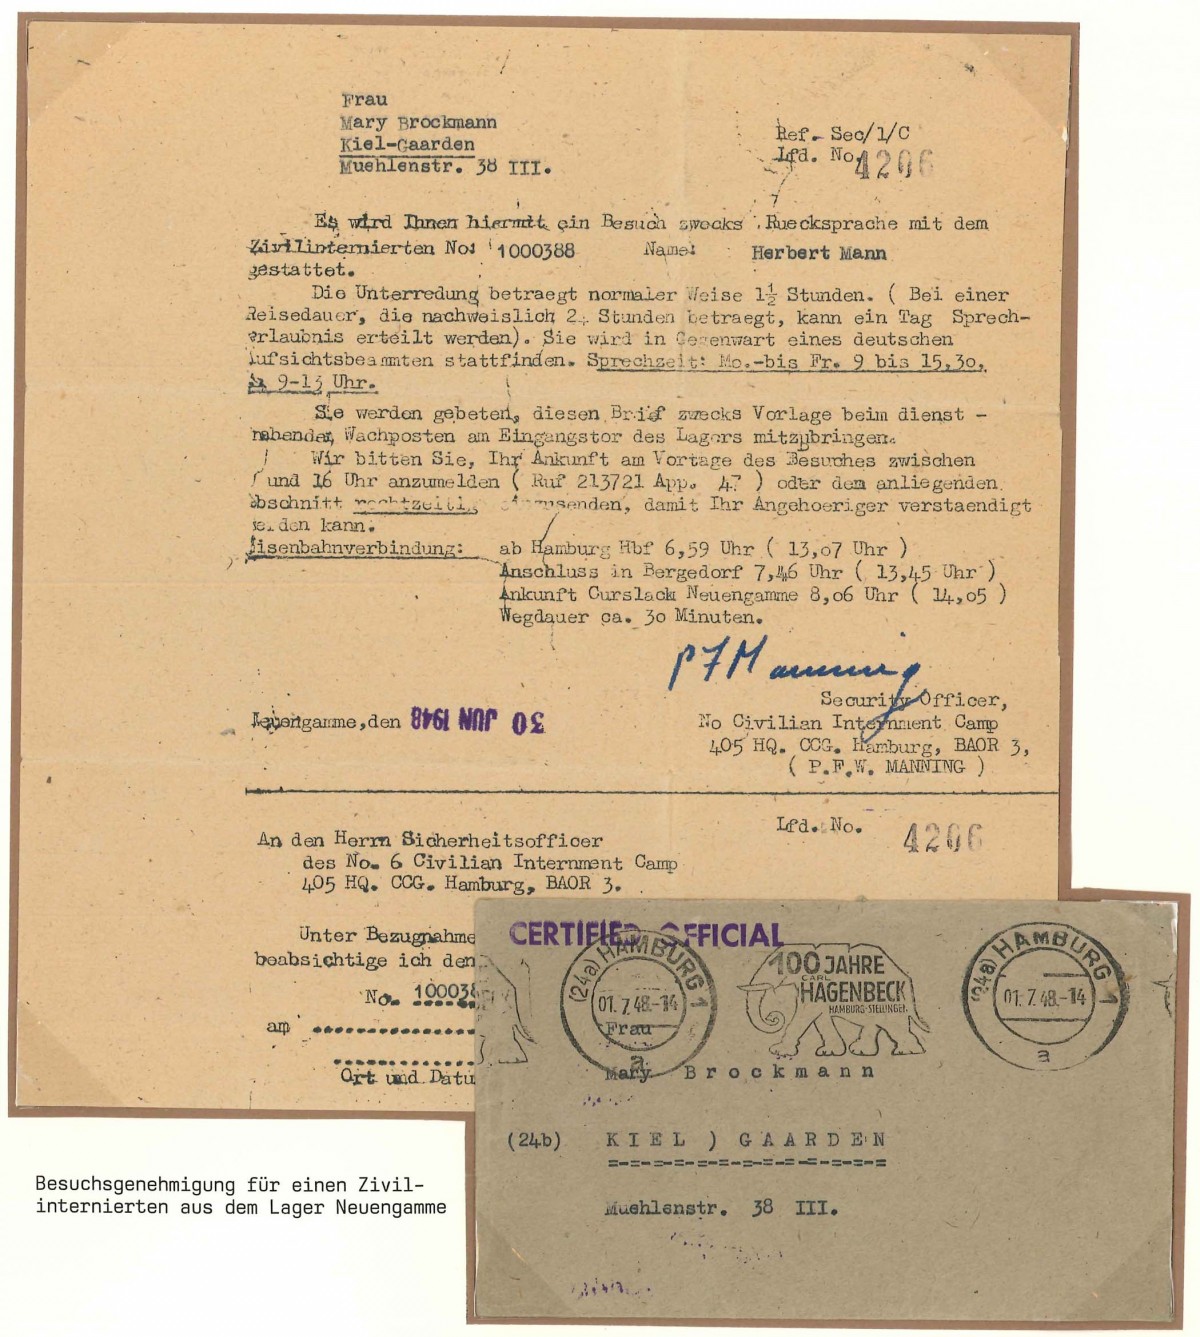 Frau
Mary Brockmann
Kiel-Gaarden
Muehlenstr. 38 III.
Ref. Sec/1/C
Lfd. No. 4206
Es wird Ihnen hiermit ein Besuch zwecks Ruecksprache mit dem
Zivilinternierten No: 1000388 Name: Herbert Mann
gestattet.
Die Unterredung betraegt normaler Weise 1½ Stunden. ( Bei einer
Reisedauer, die nachweislich 24 Stunden betraegt, kann ein Tag Sprech-
erlaubnis erteilt werden). Sie wird in Gegenwart eines deutschen
Aufsichtsbeammten stattfinden. Sprechzeit: Mo.-bis Fr. 9 bis 15,30,
9-13 Uhr.
Sie werden gebeten, diesen Brief zwecks Vorlage beim dienst -
Wachposten am Eingangstor des Lagers mitzubringen.
Wir bitten Sie, Ihr Ankunft am Vortage des Besuches zwischen
und 16 Uhr anzumelden ( Ruf 213721 App. 47 ) oder dem anliegenden
abschnitt rechtzeitig einzusenden, damit Ihr Angehoeriger verstaendigt
werden kann.
Eisenbahnverbindung: ab Hamburg Hbf 6,59 Uhr ( 13,07 Uhr )
Anschluss in Bergedorf 7,46 Uhr ( 13,45 Uhr )
Ankunft Curslack Neuengamme 8,06 Uhr ( 14,05 )
Wegdauer ca. 30 Minuten.
PFManning
Security Officer,
Neuengamme, den 30 JUN 1948
No Civilian Internment Camp
405 HQ. CCG. Hamburg, BAOR 3,
( P.F.W. MANNING )
Lfd. No. 4206
An den Herrn Sicherheitsofficer
des No. 6 Civilian Internment Camp
405 HQ. CCG. Hamburg, BAOR 3.
Unter Bezugnahme
beabsichtige ich den
No. 10003
am
Ort und Datu
CERTIFIED OFFICIAL
(24a) HAMBURG 1
01.7.48.-14
a
100 JAHRE
CARL
HAGENBECK
HAMBURG-STELLINGEN
(24a) HAMBURG 1
01.7.48.-14
a
Frau
Mary Brockmann
(24b) KIEL ) GAARDEN
Muehlenstr. 38 III.
Besuchsgenehmigung für einen Zivil-
internierten aus dem Lager Neuengamme